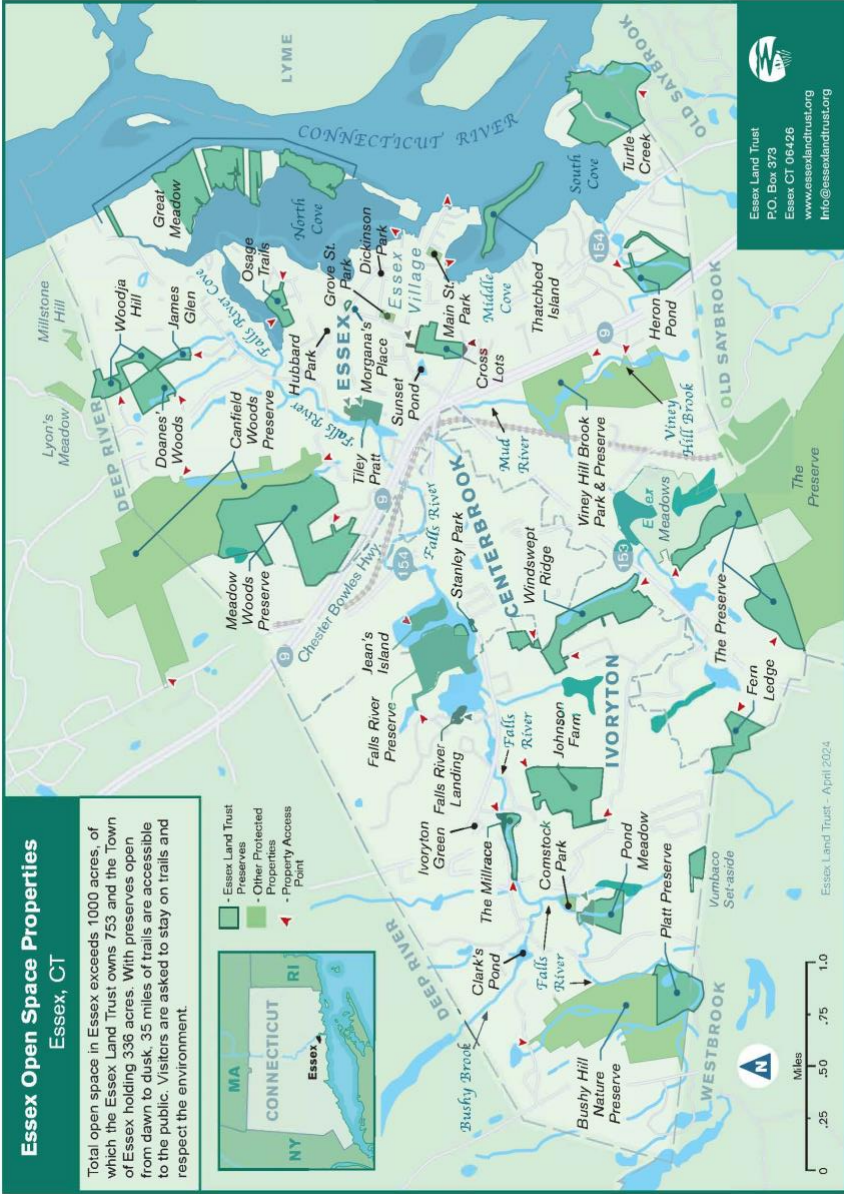 Essex Open Space Properties
Essex, CT
Total open space in Essex exceeds 1000 acres, of
which the Essex Land Trust owns 753 and the Town
of Essex holding 336 acres. With preserves open
from dawn to dusk, 35 miles of trails are accessible
to the public. Visitors are asked to stay on trails and
respect the environment.
MA
CONNECTICUT
RI
NY
Essex
- Essex Land Trust
Preserves
- Other Protected
Properties
- Property Access
Point
LYME
CONNECTICUT RIVER
Great
Meadow
North
Cove
Millstone
Hill
Lyon's
Meadow
DEEP RIVER
Woodja
Hill
James
Glen
Doanes'
Woods
Canfield
Woods
Preserve
Meadow
Woods
Preserve
Falls River Cove
Osage
Trails
Hubbard
Park
Grove St.
Park
Dickinson
Park
ESSEX
Morgana's
Place
Essex
Village
Falls River
Tiley
Pratt
Sunset
Pond
Main St.
Park
Middle
Cove
Cross
Lots
Thatchbed
Island
South
Cove
Turtle
Creek
OLD SAYBROOK
9
Chester Bowles Hwy.
9
154
Falls River
Mud
River
9
154
Heron
Pond
Viney Hill Brook
Park & Preserve
Viney
Hill Brook
OLD SAYBROOK
Jean's
Island
Falls River
Preserve
Stanley Park
CENTERBROOK
Windswept
Ridge
153
Essex
Meadows
The
Preserve
The Preserve
Falls River
Landing
Falls
River
Johnson
Farm
IVORYTON
Fern
Ledge
Ivoryton
Green
The Millrace
Comstock
Park
Pond
Meadow
Vumbaco
Set-aside
DEEP RIVER
Clark's
Pond
Falls
River
Platt Preserve
Bushy Brook
Bushy Hill
Nature
Preserve
WESTBROOK
N
Miles
0
.25
.50
.75
1.0
Essex Land Trust - April 2024
Essex Land Trust
P.O. Box 373
Essex CT 06426
www.essexlandtrust.org
Info@essexlandtrust.org